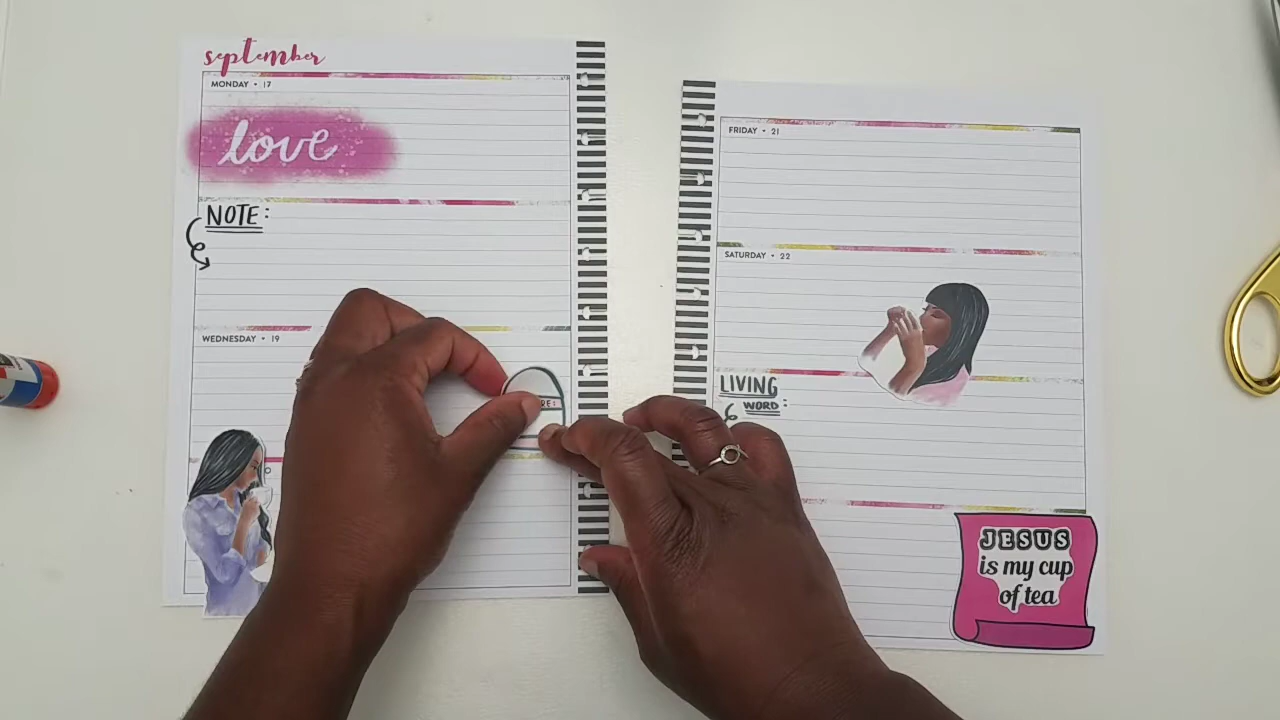 september
MONDAY • 17
love
NOTE:
WEDNESDAY • 19
RE:
FRIDAY • 21
SATURDAY • 22
LIVING
WORD:
JESUS
is my cup
of tea